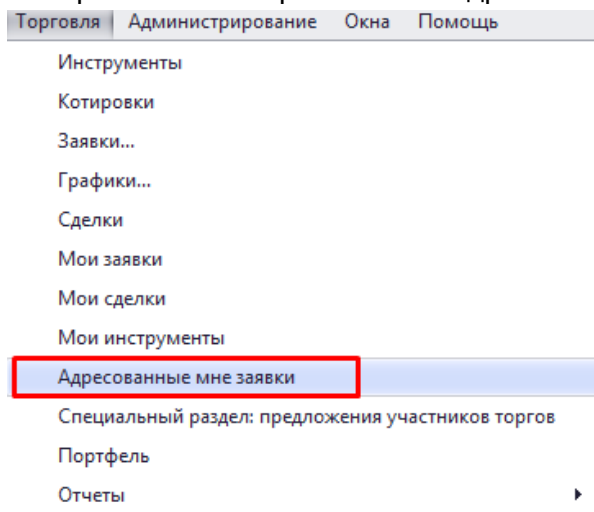 Торговля Администрирование Окна Помощь
Инструменты
Котировки
Заявки...
Графики...
Сделки
Мои заявки
Мои сделки
Мои инструменты
Адресованные мне заявки
Специальный раздел: предложения участников торгов
Портфель
Отчеты